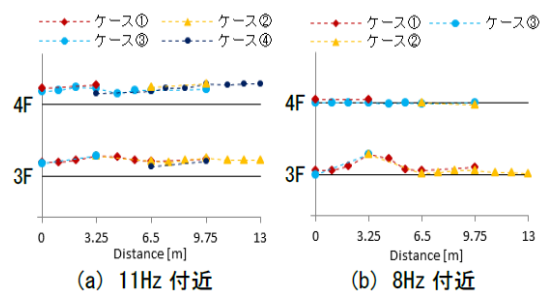 ケース① ケース②
ケース③ ケース④
4F
3F
0 3.25 6.5 9.75 13
Distance [m]
(a) 11Hz 付近
ケース① ケース③
ケース②
4F
3F
0 3.25 6.5 9.75 13
Distance [m]
(b) 8Hz 付近